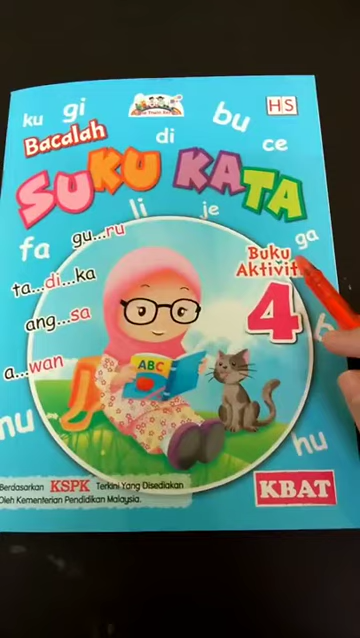 ku gi bu HS
Bacalah di ce
SUKU KATA
li je
fa gu...ru ga
Buku
ta...di...ka
4
ang...sa
a...wan
ABC
nu hu
Berdasarkan KSPK Terkini Yang Disediakan
Oleh Kementerian Pendidikan Malaysia.
KBAT